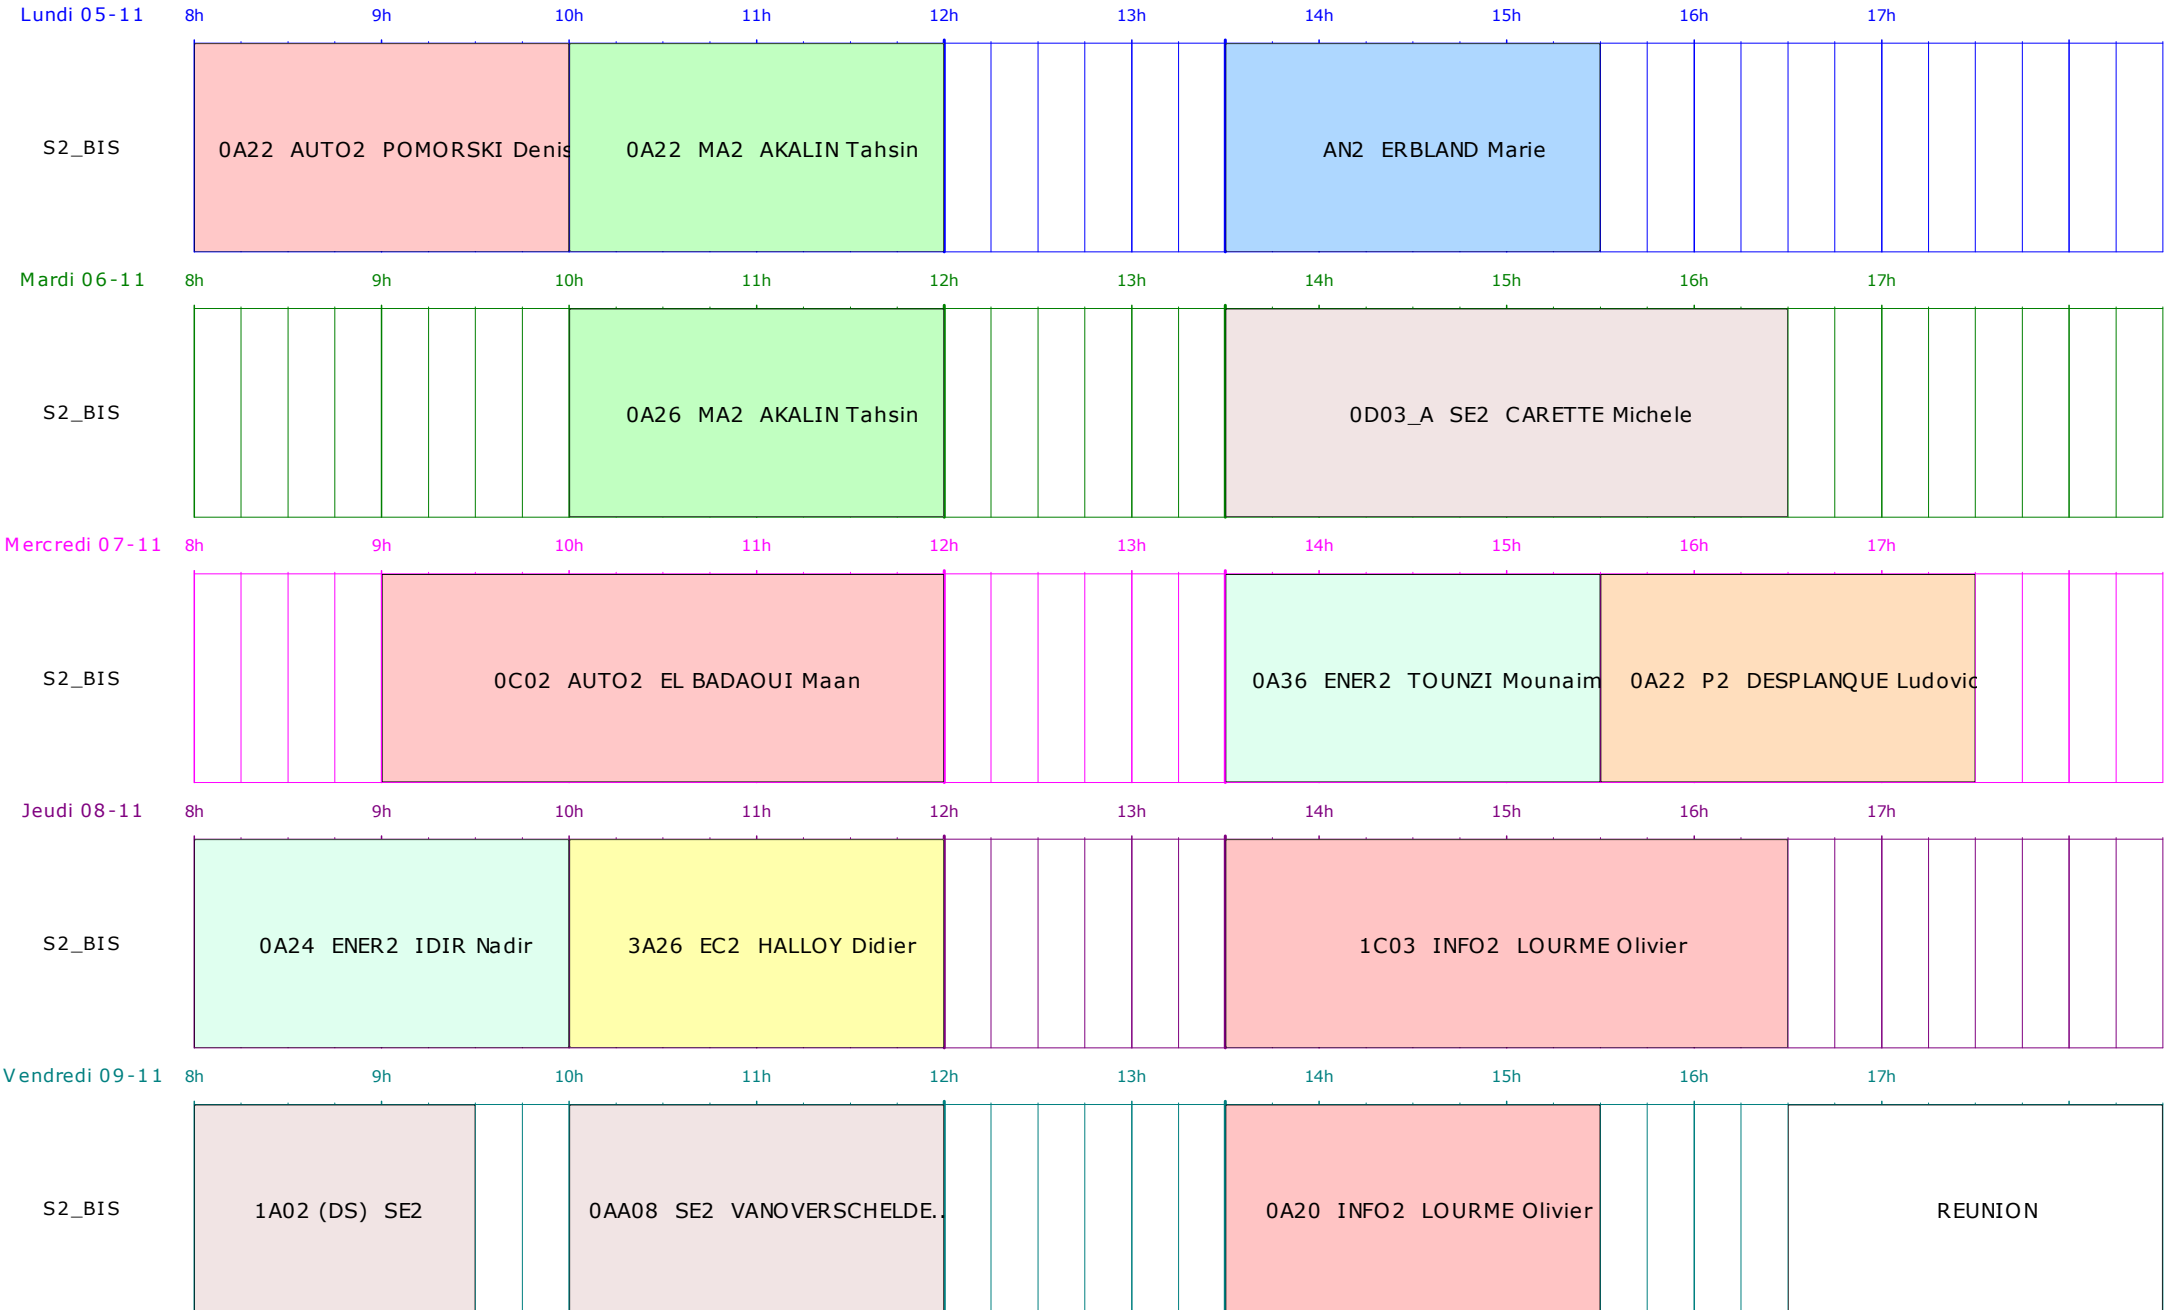 Lundi 05-11 8h 9h 10h 11h 12h 13h 14h 15h 16h 17h
S2_BIS 0A22 AUTO2 POMORSKI Denis 0A22 MA2 AKALIN Tahsin AN2 ERBLAND Marie
Mardi 06-11 8h 9h 10h 11h 12h 13h 14h 15h 16h 17h
S2_BIS 0A26 MA2 AKALIN Tahsin 0D03_A SE2 CARETTE Michele
Mercredi 07-11 8h 9h 10h 11h 12h 13h 14h 15h 16h 17h
S2_BIS 0C02 AUTO2 EL BADAOUI Maan 0A36 ENER2 TOUNZI Mounaim 0A22 P2 DESPLANQUE Ludovic
Jeudi 08-11 8h 9h 10h 11h 12h 13h 14h 15h 16h 17h
S2_BIS 0A24 ENER2 IDIR Nadir 3A26 EC2 HALLOY Didier 1C03 INFO2 LOURME Olivier
Vendredi 09-11 8h 9h 10h 11h 12h 13h 14h 15h 16h 17h
S2_BIS 1A02 (DS) SE2 0AA08 SE2 VANOVERSCHELDE.. 0A20 INFO2 LOURME Olivier REUNION